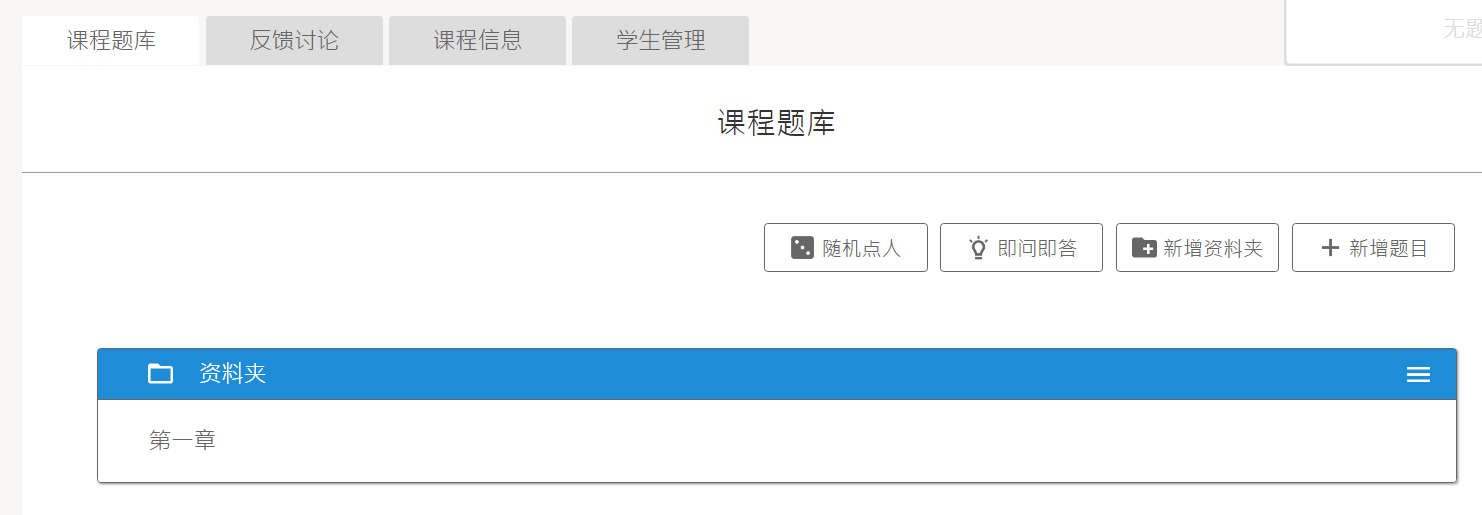 课程题库 反馈讨论 课程信息 学生管理
无题
课程题库
随机点人 即问即答 新增资料夹 新增题目
资料夹
第一章